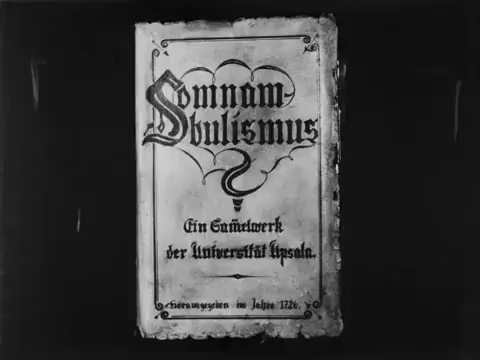 Somnam-
bulismus
Ein Sam̃elwerk
der Universität Upsala.
Herausgegeben im Jahre 1726.